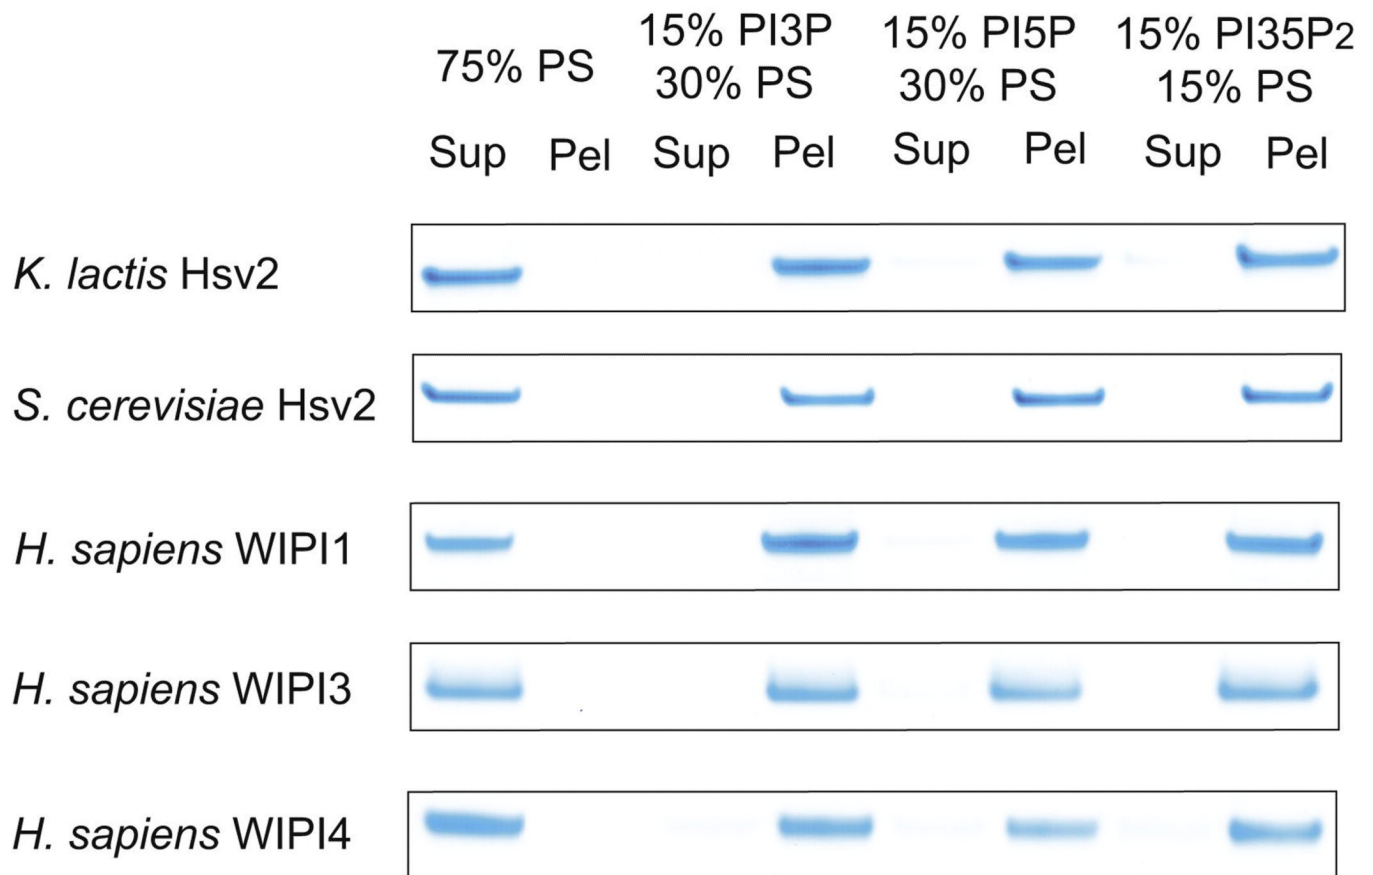 75% PS
15% PI3P
30% PS
15% PI5P
30% PS
15% PI35P2
15% PS
Sup Pel Sup Pel Sup Pel Sup Pel
K. lactis Hsv2
S. cerevisiae Hsv2
H. sapiens WIPI1
H. sapiens WIPI3
H. sapiens WIPI4